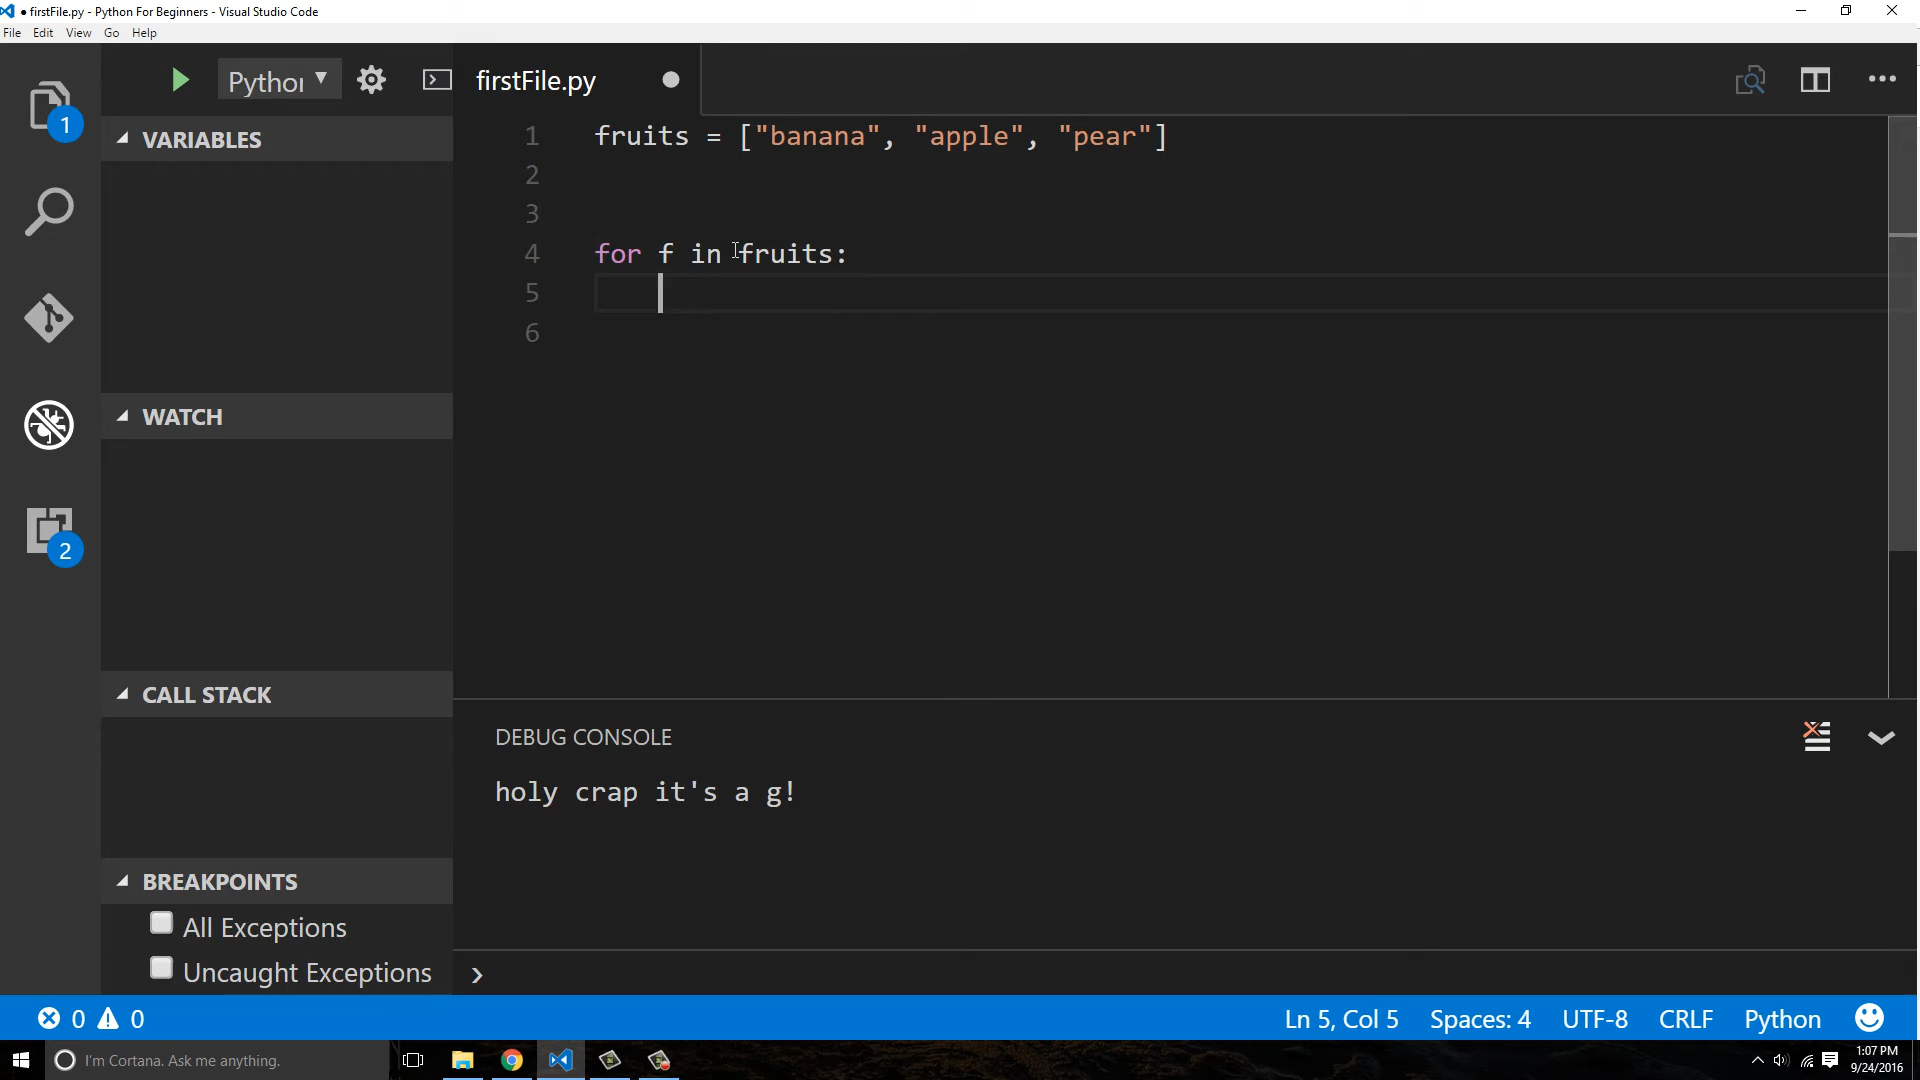 ● firstFile.py - Python For Beginners - Visual Studio Code
File Edit View Go Help
Python
firstFile.py
1
VARIABLES
1 fruits = ["banana", "apple", "pear"]
2
3
4 for f in fruits:
5
6
WATCH
2
CALL STACK
DEBUG CONSOLE
holy crap it's a g!
BREAKPOINTS
All Exceptions
Uncaught Exceptions
›
0 0 Ln 5, Col 5 Spaces: 4 UTF-8 CRLF Python
I'm Cortana. Ask me anything.
1:07 PM
9/24/2016